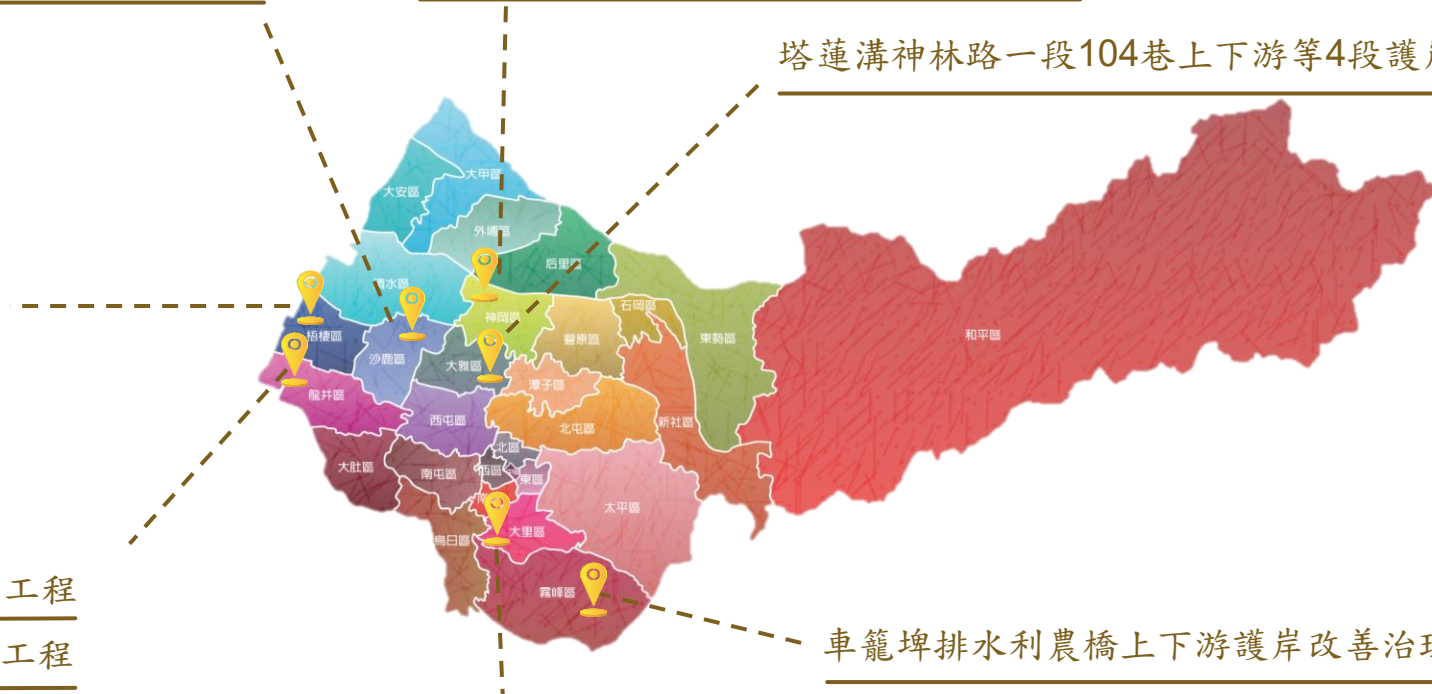 塔蓮溝神林路一段104巷上下游等4段護
大甲區
大安區
外埔區
后里區
清水區
石岡區
神岡區
和平區
梧棲區
豐原區
東勢區
沙鹿區
大雅區
潭子區
龍井區
西屯區
新社區
北屯區
北區
大肚區
南屯區
西區
東區
南
太平區
大里區
烏日區
霧峰區
工程
工程
車籠埤排水利農橋上下游護岸改善治